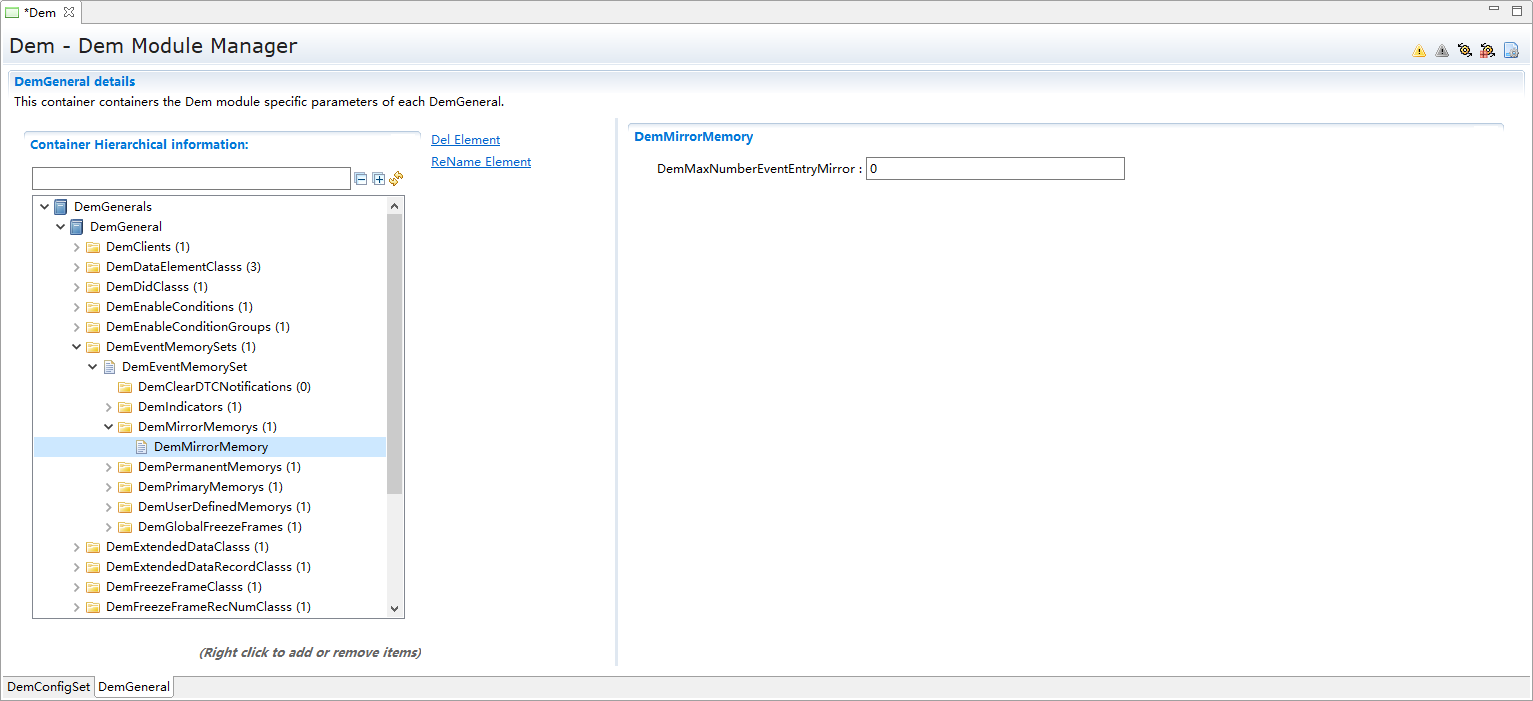 *Dem
Dem - Dem Module Manager
DemGeneral details
This container containers the Dem module specific parameters of each DemGeneral.
Container Hierarchical information:
Del Element
ReName Element
DemGenerals
DemGeneral
DemClients (1)
DemDataElementClasss (3)
DemDidClasss (1)
DemEnableConditions (1)
DemEnableConditionGroups (1)
DemEventMemorySets (1)
DemEventMemorySet
DemClearDTCNotifications (0)
DemIndicators (1)
DemMirrorMemorys (1)
DemMirrorMemory
DemPermanentMemorys (1)
DemPrimaryMemorys (1)
DemUserDefinedMemorys (1)
DemGlobalFreezeFrames (1)
DemExtendedDataClasss (1)
DemExtendedDataRecordClasss (1)
DemFreezeFrameClasss (1)
DemFreezeFrameRecNumClasss (1)
(Right click to add or remove items)
DemMirrorMemory
DemMaxNumberEventEntryMirror : 0
DemConfigSet DemGeneral